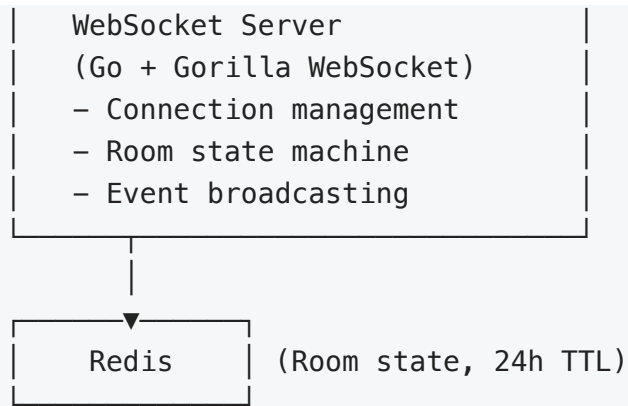 WebSocket Server
(Go + Gorilla WebSocket)
– Connection management
– Room state machine
– Event broadcasting
Redis (Room state, 24h TTL)